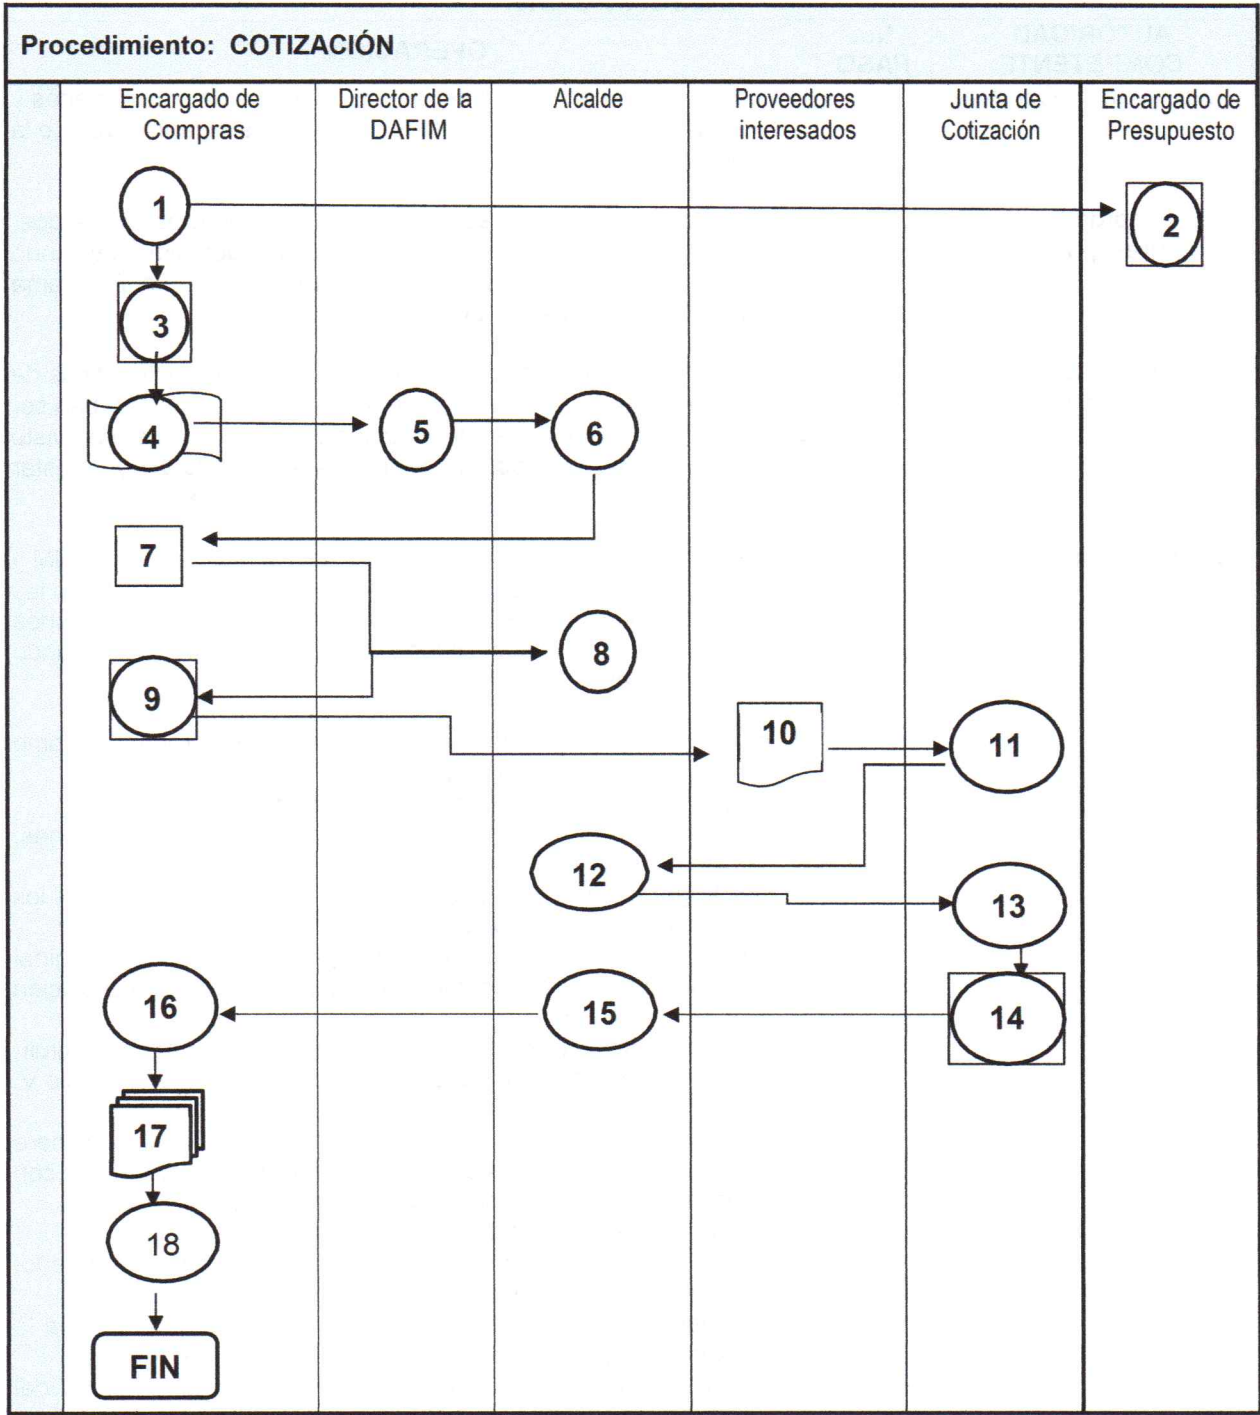 Procedimiento: COTIZACIÓN
Encargado de
Compras
Director de la
DAFIM
Alcalde
Proveedores
interesados
Junta de
Cotización
Encargado de
Presupuesto
1
2
3
4
5
6
7
8
9
10
11
12
13
14
15
16
17
18
FIN